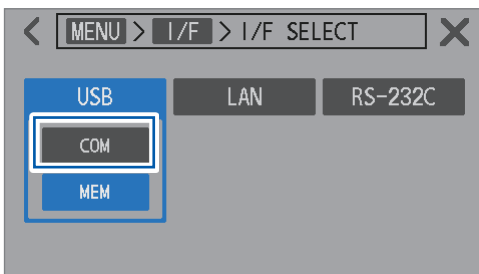 MENU > I/F > I/F SELECT
USB LAN RS-232C
COM
MEM